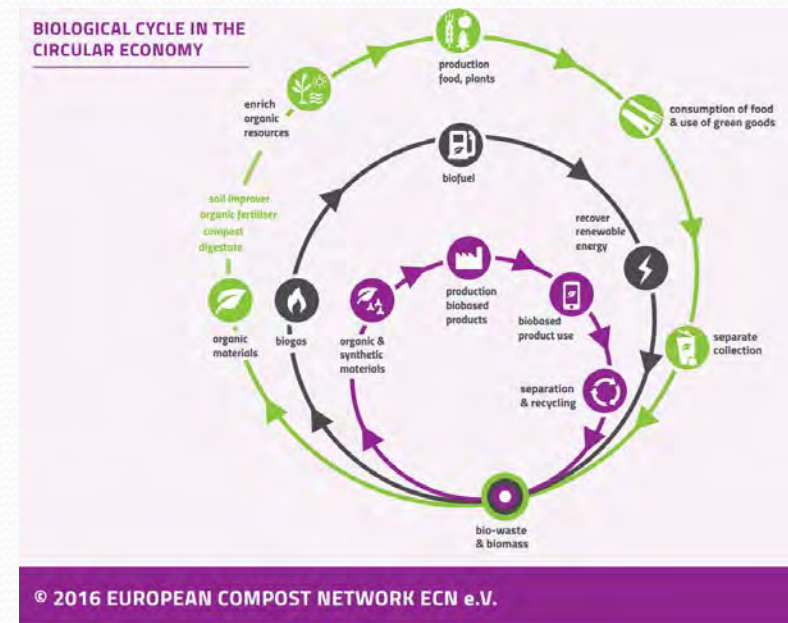 BIOLOGICAL CYCLE IN THE
CIRCULAR ECONOMY
production
food, plants
enrich
organic
resources
consumption of food
& use of green goods
biofuel
soil improver
organic fertiliser
compost
digestate
recover
renewable
energy
production
biobased
products
biobased
product use
organic
materials
biogas
organic &
synthetic
materials
separate
collection
separation
& recycling
bio-waste
& biomass
© 2016 EUROPEAN COMPOST NETWORK ECN e.V.